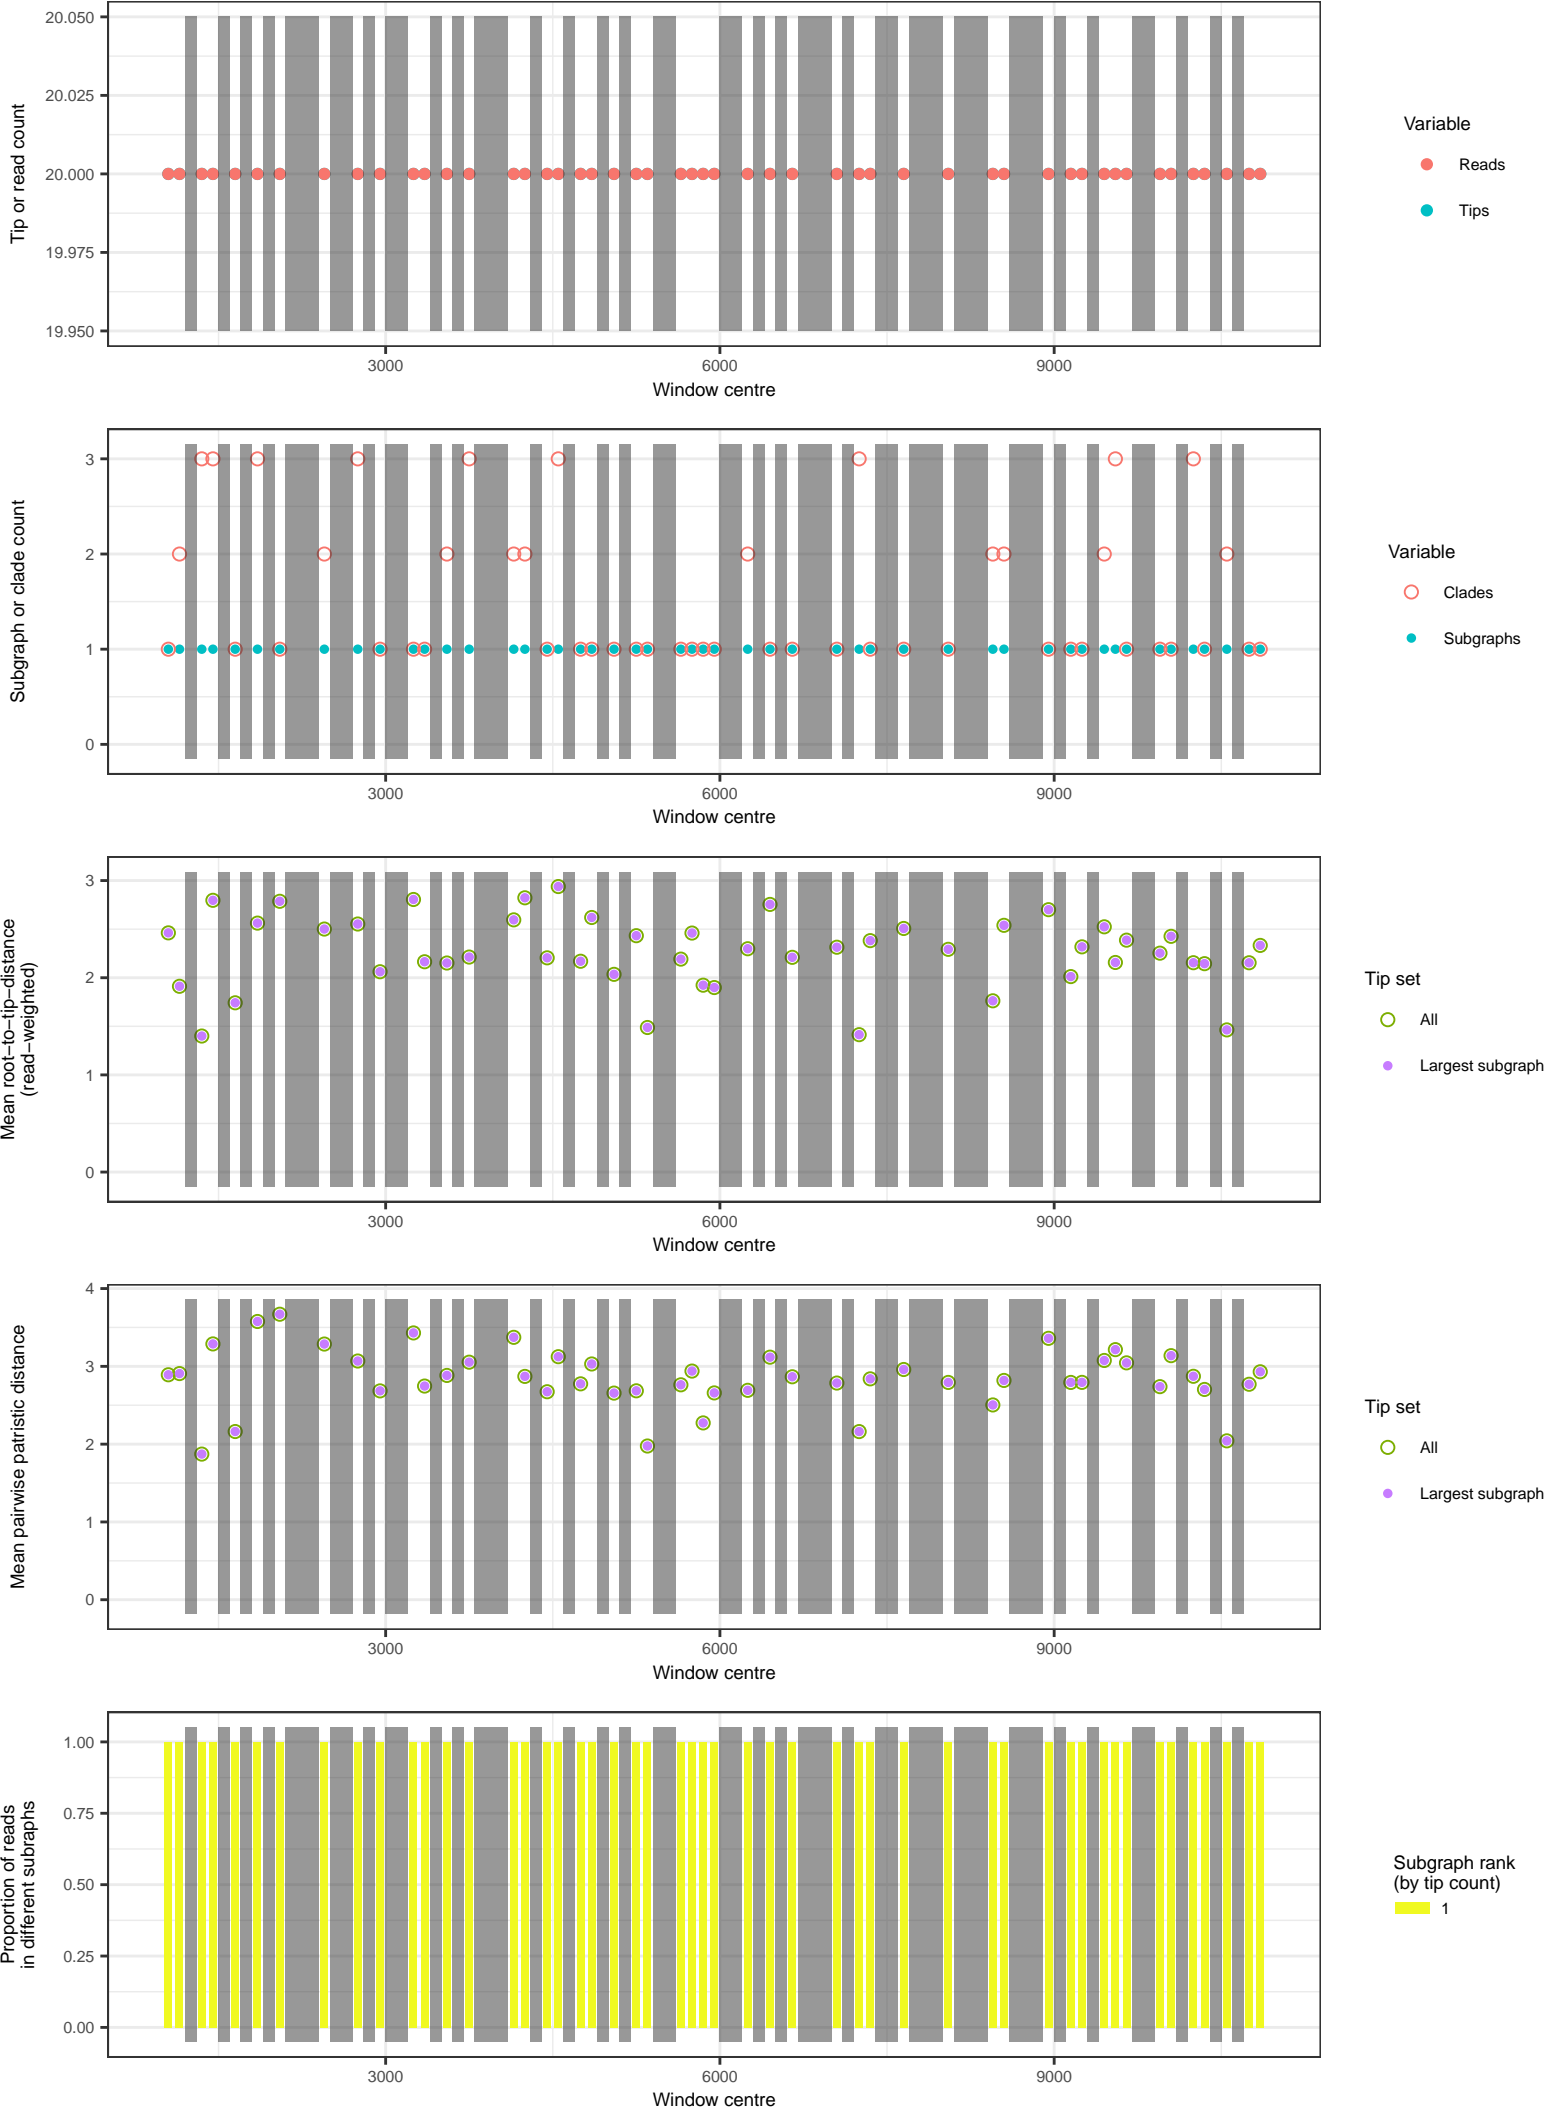 20.050
20.025
20.000
19.975
19.950
Tip or read count
3000
6000
9000
Window centre
Variable
Reads
Tips
3
2
1
0
Subgraph or clade count
3000
6000
9000
Window centre
Variable
Clades
Subgraphs
3
2
1
0
Mean root−to−tip−distance
(read−weighted)
3000
6000
9000
Window centre
Tip set
All
Largest subgraph
4
3
2
1
0
Mean pairwise patristic distance
3000
6000
9000
Window centre
Tip set
All
Largest subgraph
1.00
0.75
0.50
0.25
0.00
Proportion of reads
in different subraphs
3000
6000
9000
Window centre
Subgraph rank
(by tip count)
1